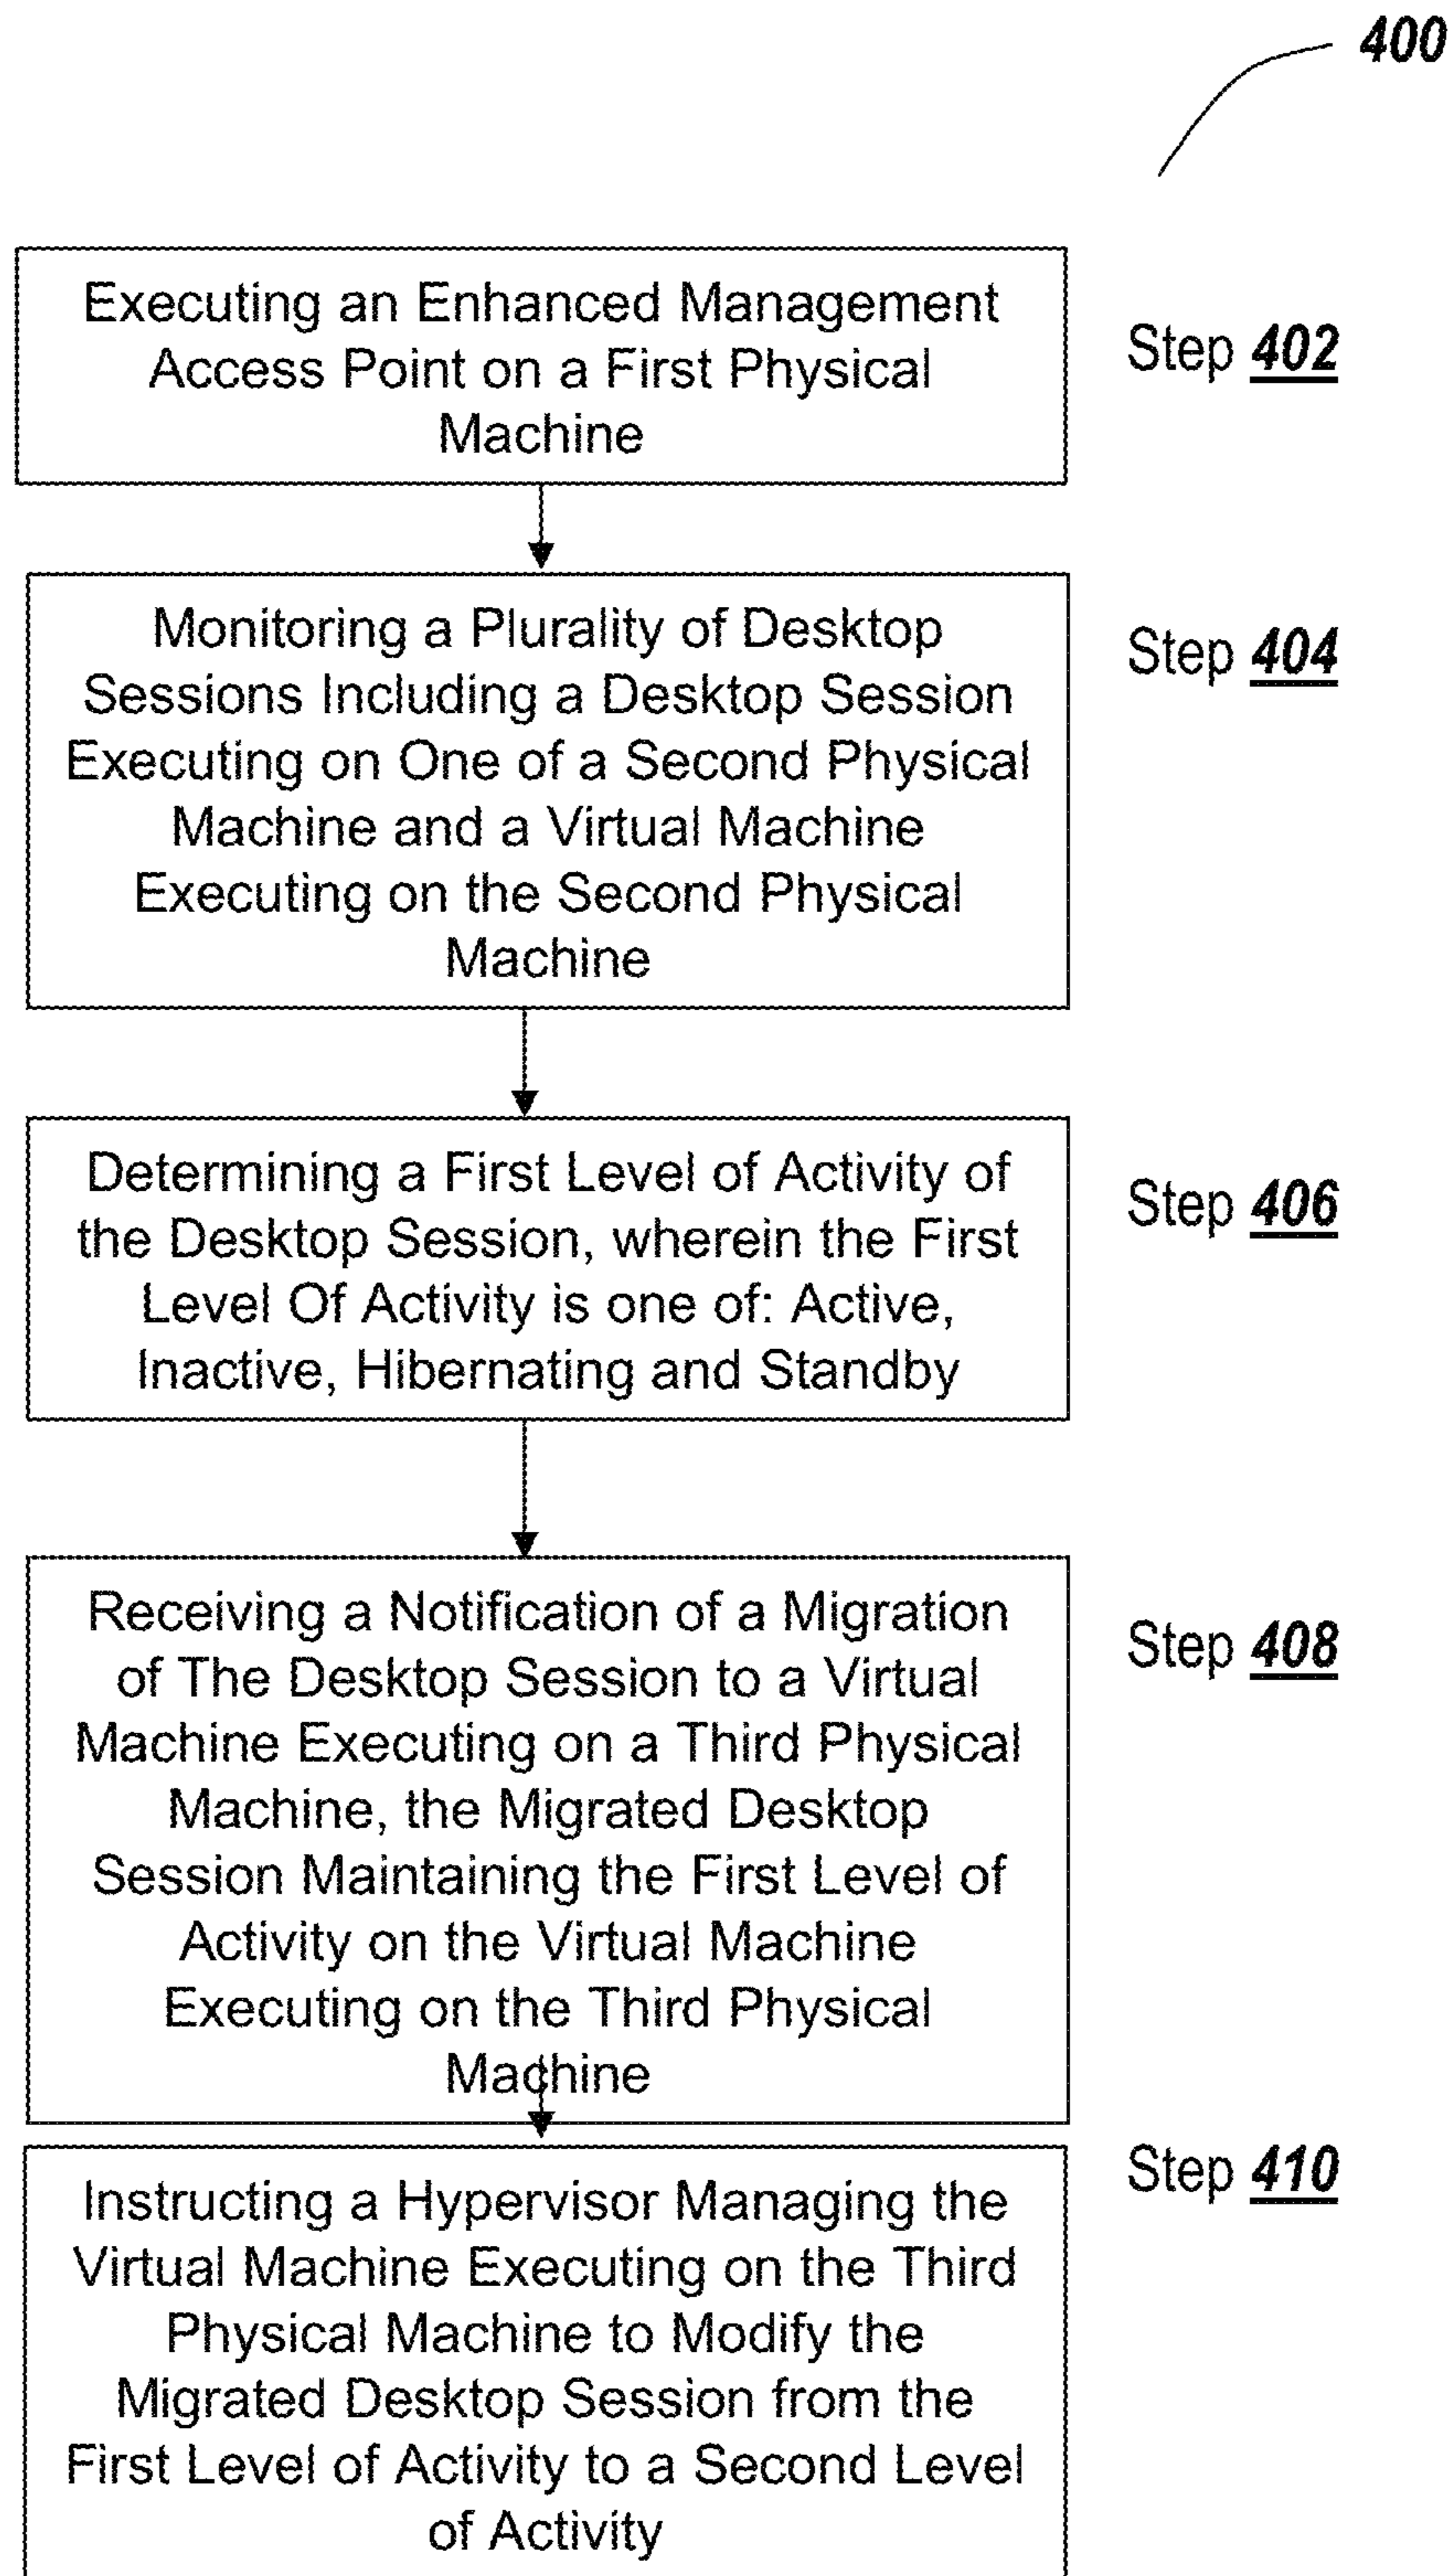 400
Executing an Enhanced Management
Access Point on a First Physical
Machine
Step 402
Monitoring a Plurality of Desktop
Sessions Including a Desktop Session
Executing on One of a Second Physical
Machine and a Virtual Machine
Executing on the Second Physical
Machine
Step 404
Determining a First Level of Activity of
the Desktop Session, wherein the First
Level Of Activity is one of: Active,
Inactive, Hibernating and Standby
Step 406
Receiving a Notification of a Migration
of The Desktop Session to a Virtual
Machine Executing on a Third Physical
Machine, the Migrated Desktop
Session Maintaining the First Level of
Activity on the Virtual Machine
Executing on the Third Physical
Machine
Step 408
Instructing a Hypervisor Managing the
Virtual Machine Executing on the Third
Physical Machine to Modify the
Migrated Desktop Session from the
First Level of Activity to a Second Level
of Activity
Step 410